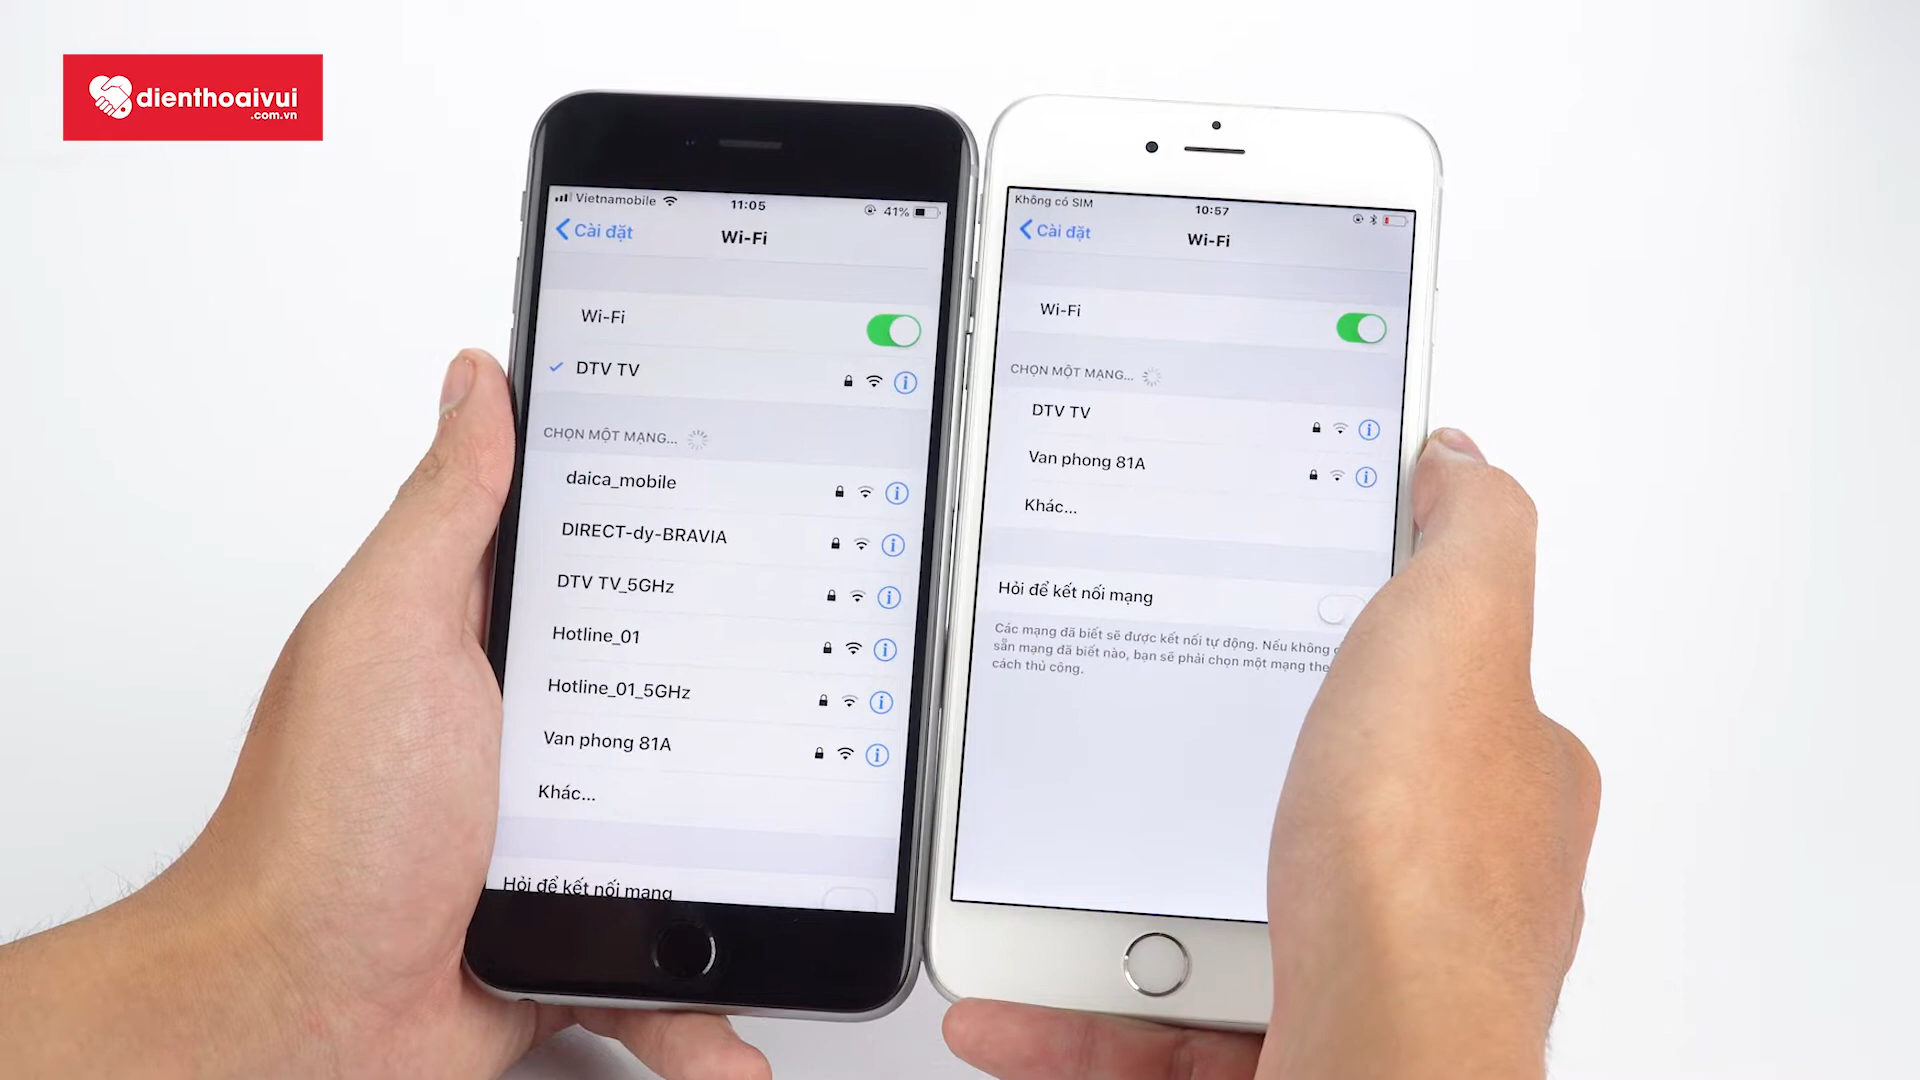 dienthoaivui
.com.vn
Vietnamobile
11:05
41%
Cài đặt
Wi-Fi
Wi-Fi
DTV TV
CHỌN MỘT MẠNG...
daica_mobile
DIRECT-dy-BRAVIA
DTV TV_5GHz
Hotline_01
Hotline_01_5GHz
Van phong 81A
Khác...
Hỏi để kết nối mạng
Không có SIM
10:57
Cài đặt
Wi-Fi
Wi-Fi
CHỌN MỘT MẠNG...
DTV TV
Van phong 81A
Khác...
Hỏi để kết nối mạng
Các mạng đã biết sẽ được kết nối tự động. Nếu không
sẵn mạng đã biết nào, bạn sẽ phải chọn một mạng
cách thủ công.